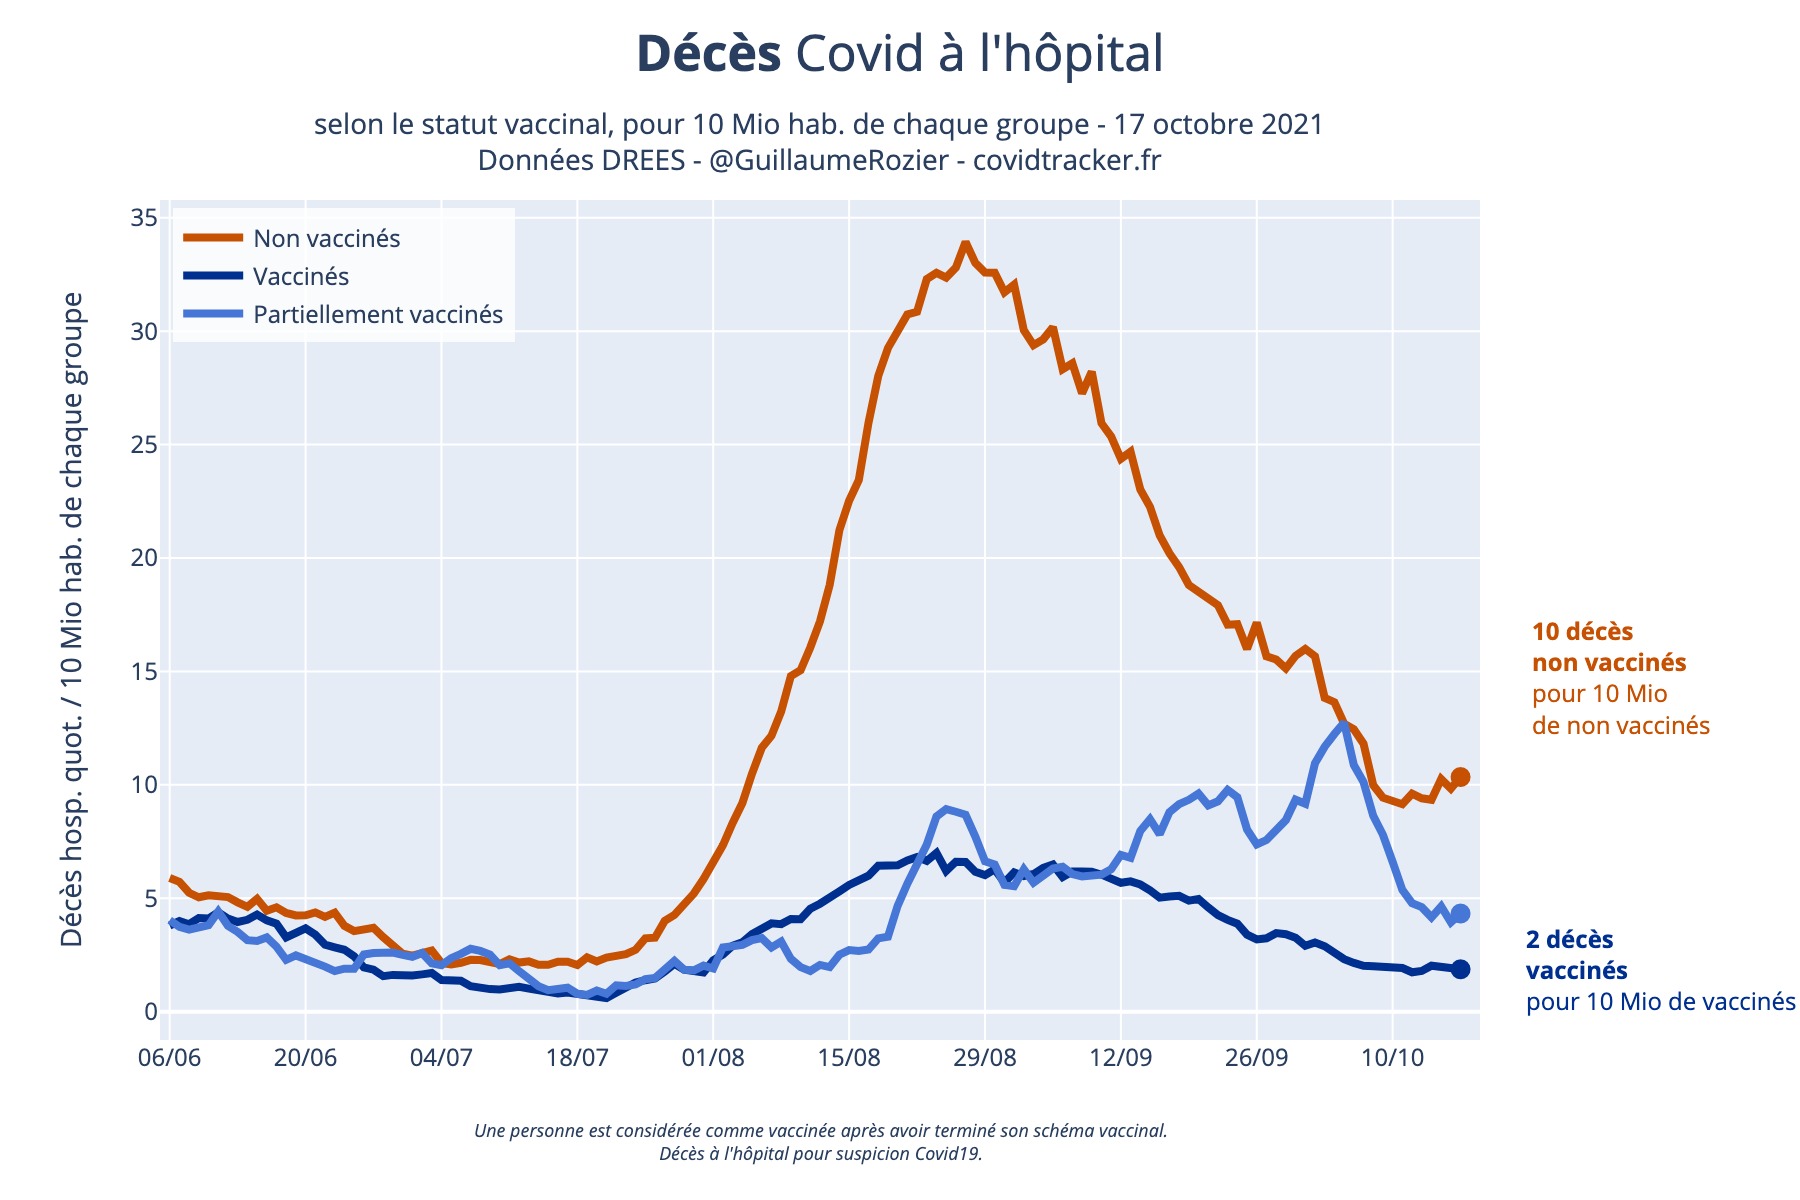 Décès Covid à l'hôpital
selon le statut vaccinal, pour 10 Mio hab. de chaque groupe - 17 octobre 2021
Données DREES - @GuillaumeRozier - covidtracker.fr
Non vaccinés
Vaccinés
Partiellement vaccinés
Décès hosp. quot. / 10 Mio hab. de chaque groupe
35
30
25
20
15
10
5
0
06/06
20/06
04/07
18/07
01/08
15/08
29/08
12/09
26/09
10/10
10 décès
non vaccinés
pour 10 Mio
de non vaccinés
2 décès
vaccinés
pour 10 Mio de vaccinés
Une personne est considérée comme vaccinée après avoir terminé son schéma vaccinal.
Décès à l'hôpital pour suspicion Covid19.